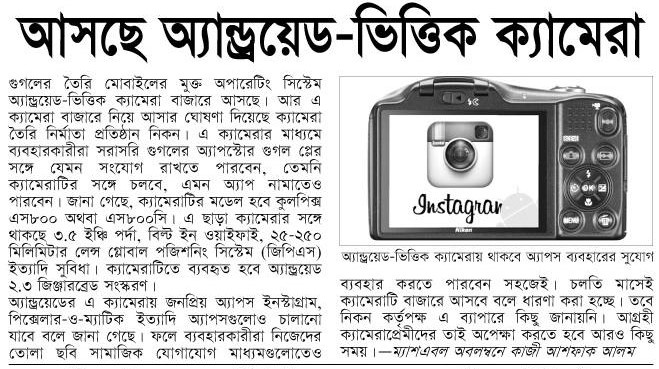 আসছে অ্যান্ড্রয়েড-ভিত্তিক ক্যামেরা
গুগলের তৈরি মোবাইলের মুক্ত অপারেটিং সিস্টেম
অ্যান্ড্রয়েড-ভিত্তিক ক্যামেরা বাজারে আসছে। আর এ
ক্যামেরা বাজারে নিয়ে আসার ঘোষণা দিয়েছে ক্যামেরা
তৈরি নির্মাতা প্রতিষ্ঠান নিকন। এ ক্যামেরার মাধ্যমে
ব্যবহারকারীরা সরাসরি গুগলের অ্যাপস্টোর গুগল প্লের
সঙ্গে যেমন সংযোগ রাখতে পারবেন, তেমনি
ক্যামেরাটির সঙ্গে চলবে, এমন অ্যাপ নামাতেও
পারবেন। জানা গেছে, ক্যামেরাটির মডেল হবে কুলপিক্স
এস৮০০ অথবা এস৮০০সি। এ ছাড়া ক্যামেরার সঙ্গে
থাকছে ৩.৫ ইঞ্চি পর্দা, বিল্ট ইন ওয়াইফাই, ২৫-২৫০
মিলিমিটার লেন্স গ্লোবাল পজিশনিং সিস্টেম (জিপিএস)
ইত্যাদি সুবিধা। ক্যামেরাটিতে ব্যবহৃত হবে অ্যান্ড্রয়েড
২.৩ জিঞ্জারব্রেড সংস্করণ।
অ্যান্ড্রয়েডের এ ক্যামেরায় জনপ্রিয় অ্যাপস ইনস্টাগ্রাম,
পিক্সেলার-ও-ম্যাটিক ইত্যাদি অ্যাপসগুলোও চালানো
যাবে বলে জানা গেছে। ফলে ব্যবহারকারীরা নিজেদের
তোলা ছবি সামাজিক যোগাযোগ মাধ্যমগুলোতেও
Instagram
Nikon
MENU
অ্যান্ড্রয়েড-ভিত্তিক ক্যামেরায় থাকবে অ্যাপস ব্যবহারের সুযোগ
ব্যবহার করতে পারবেন সহজেই। চলতি মাসেই
ক্যামেরাটি বাজারে আসবে বলে ধারণা করা হচ্ছে। তবে
নিকন কর্তৃপক্ষ এ ব্যাপারে কিছু জানায়নি। আগ্রহী
ক্যামেরাপ্রেমীদের তাই অপেক্ষা করতে হবে আরও কিছু
সময়।—ম্যাশএবল অবলম্বনে কাজী আশফাক আলম